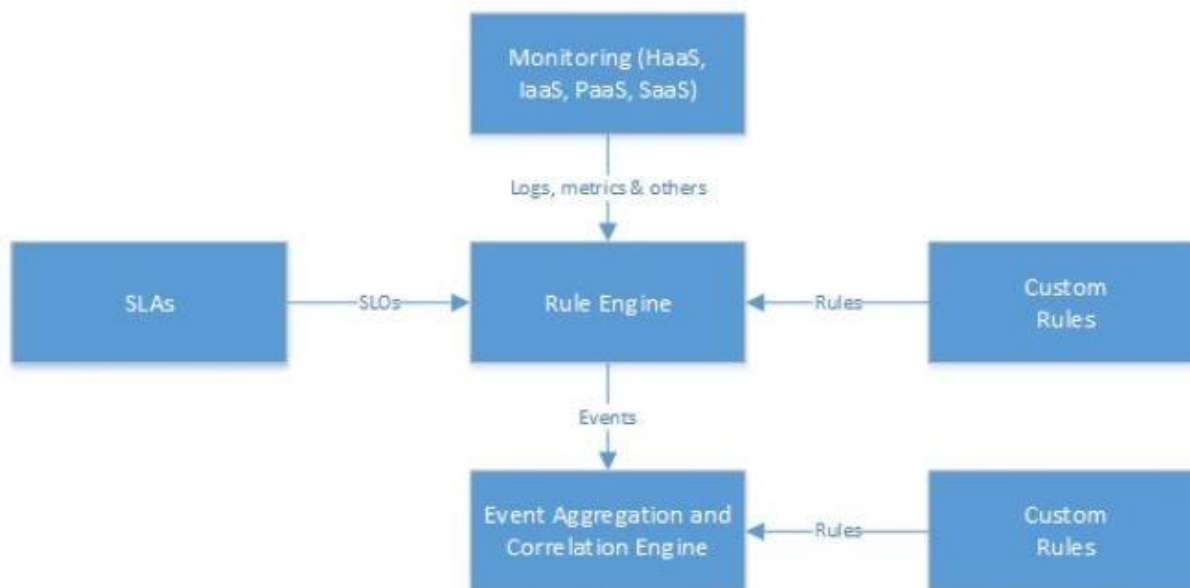 Monitoring (HaaS,
IaaS, PaaS, SaaS)
Logs, metrics & others
SLAs
SLOs
Rule Engine
Rules
Custom
Rules
Events
Event Aggregation and
Correlation Engine
Rules
Custom
Rules